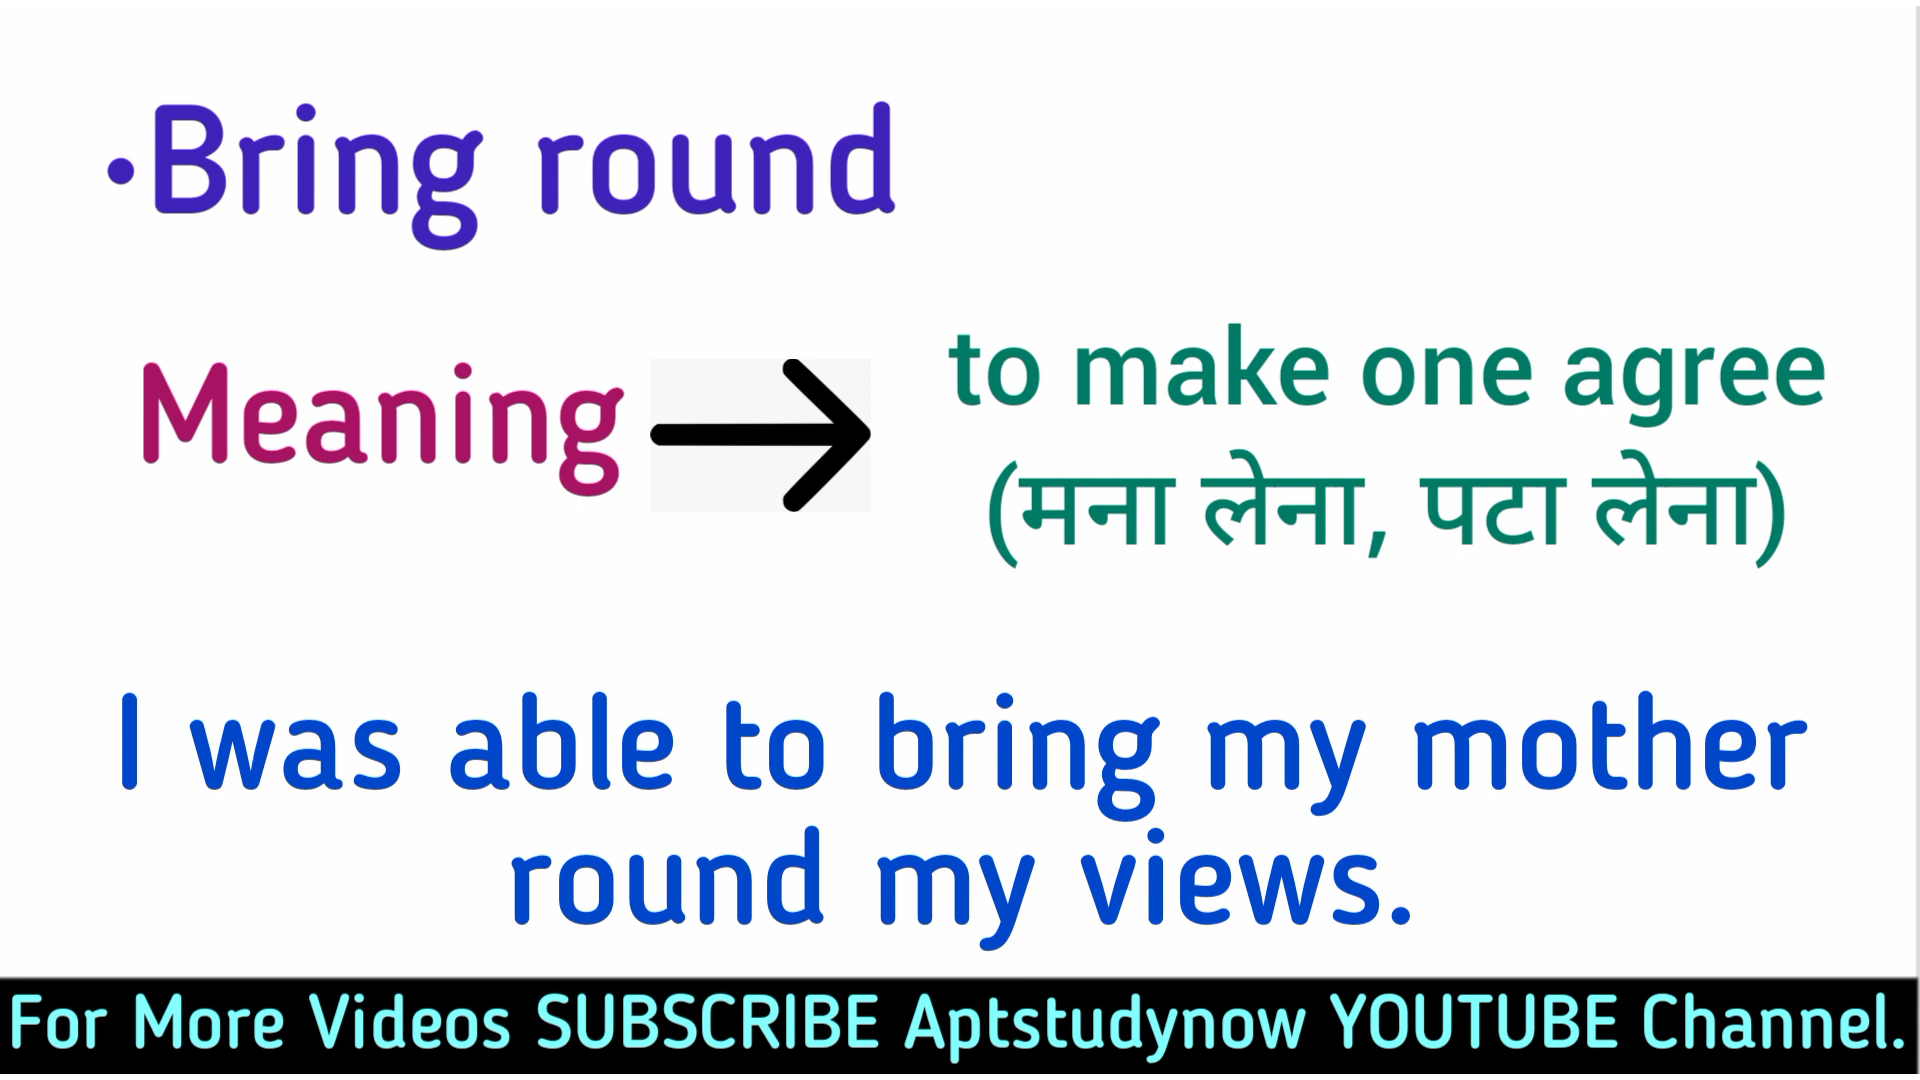 •Bring round
Meaning
to make one agree
(मना लेना, पटा लेना)
I was able to bring my mother
round my views.
For More Videos SUBSCRIBE Aptstudynow YOUTUBE Channel.